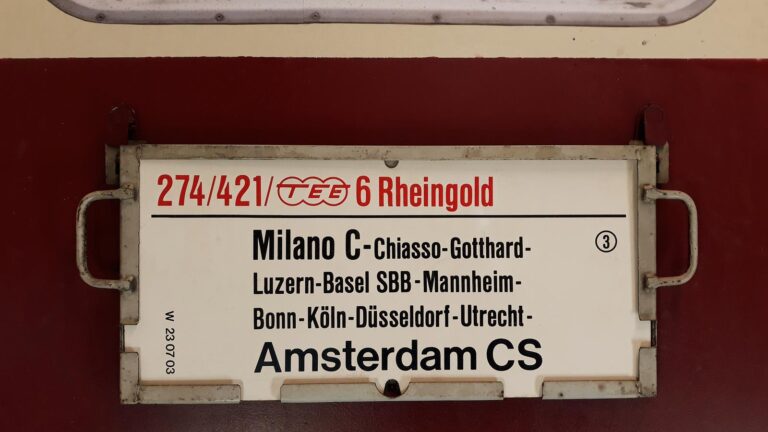 274/421/TEE 6 Rheingold
Milano C-Chiasso-Gotthard-
③
Luzern-Basel SBB-Mannheim-
Bonn-Köln-Düsseldorf-Utrecht-
Amsterdam CS
W 23 07 03